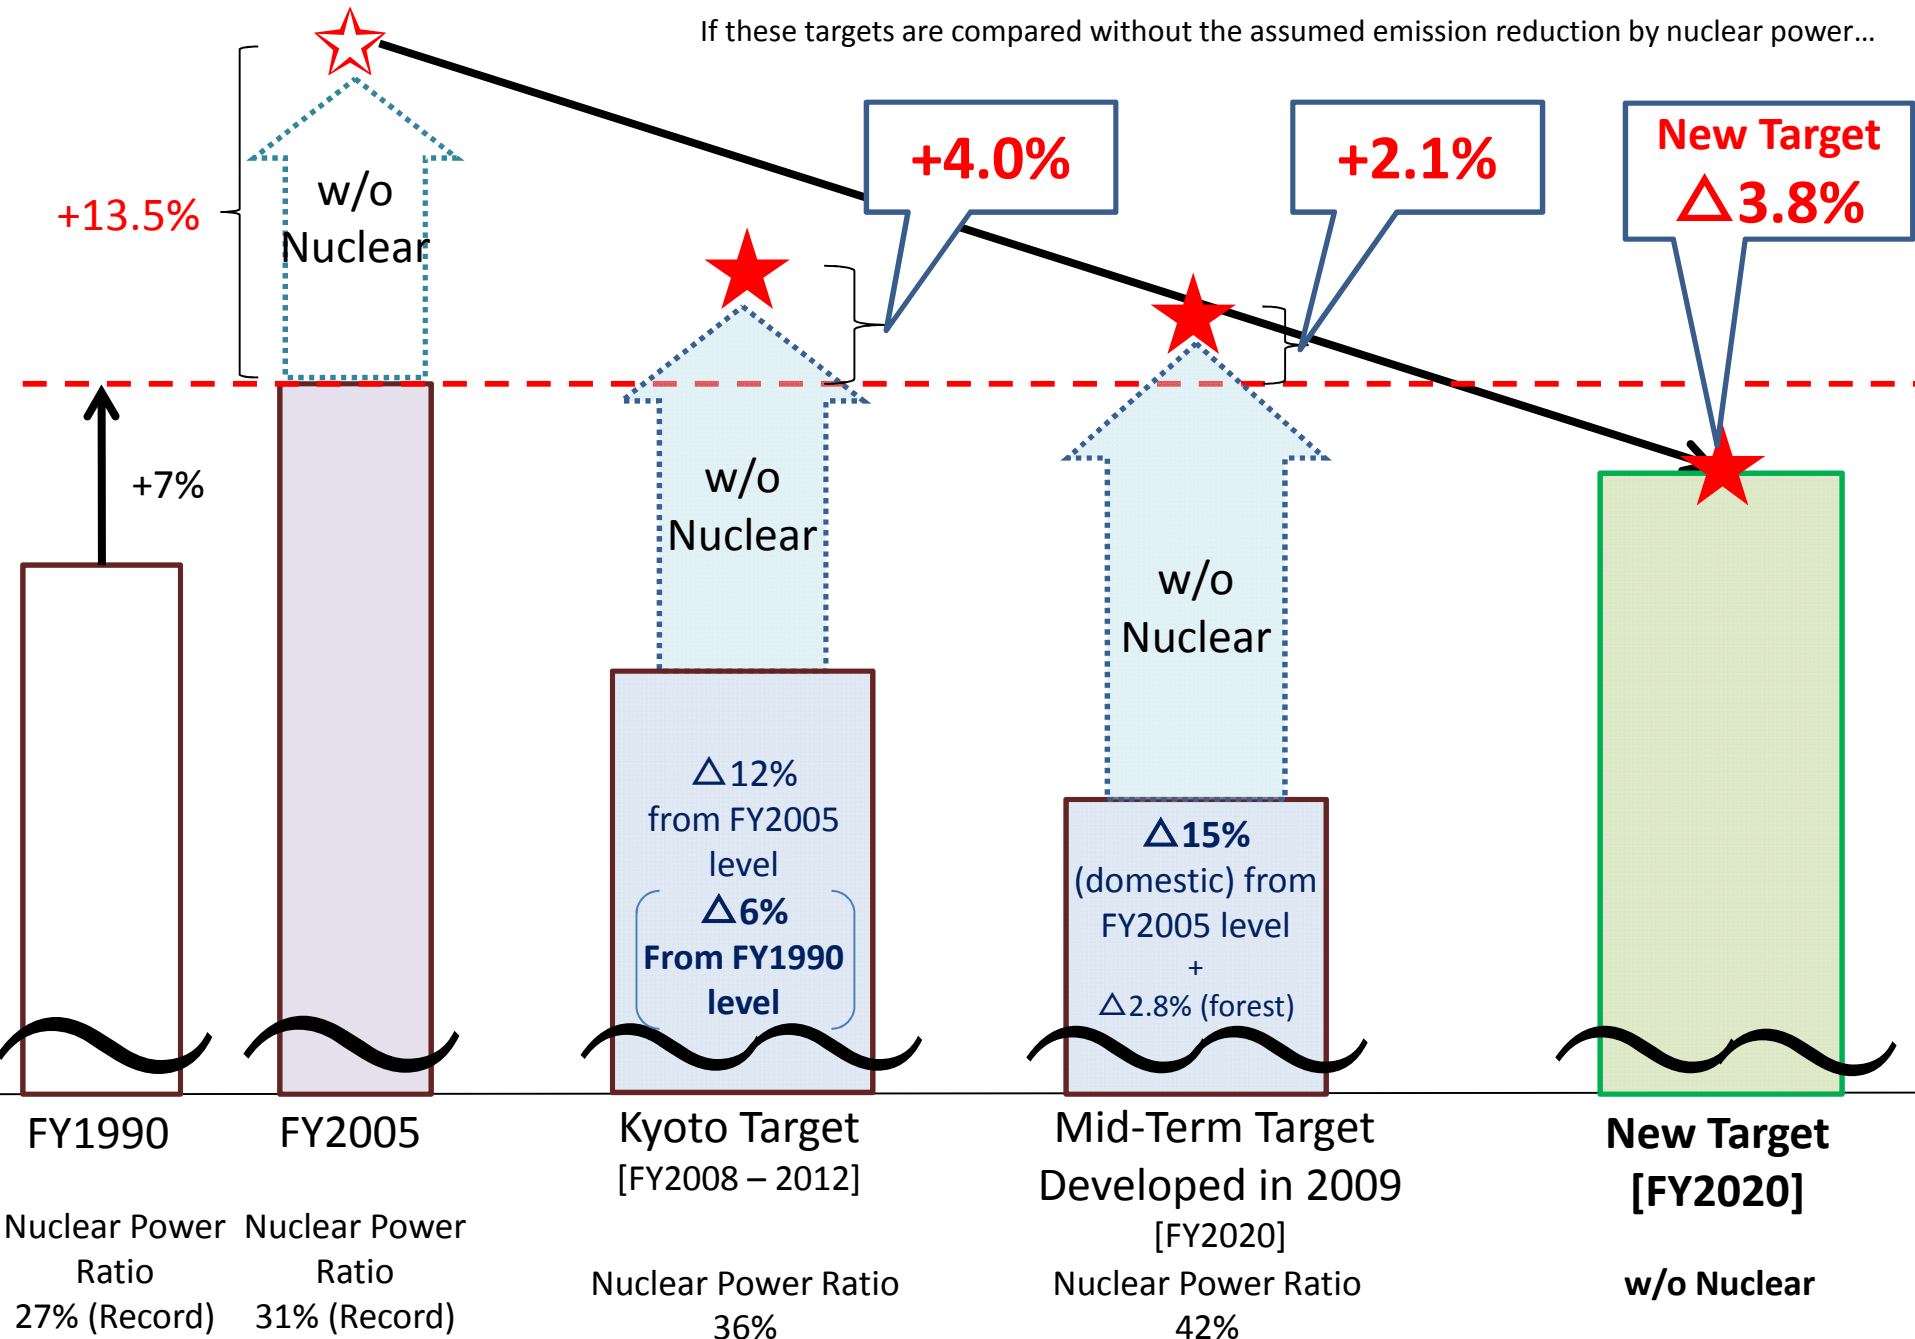 If these targets are compared without the assumed emission reduction by nuclear power…
+13.5%
w/o
Nuclear
+4.0%
+2.1%
New Target
△3.8%
+7%
w/o
Nuclear
w/o
Nuclear
△12%
from FY2005
level
△6%
From FY1990
level
△15%
(domestic) from
FY2005 level
+
△2.8% (forest)
FY1990
Nuclear Power
Ratio
27% (Record)
FY2005
Nuclear Power
Ratio
31% (Record)
Kyoto Target
[FY2008 – 2012]
Nuclear Power Ratio
36%
Mid-Term Target
Developed in 2009
[FY2020]
Nuclear Power Ratio
42%
New Target
[FY2020]
w/o Nuclear